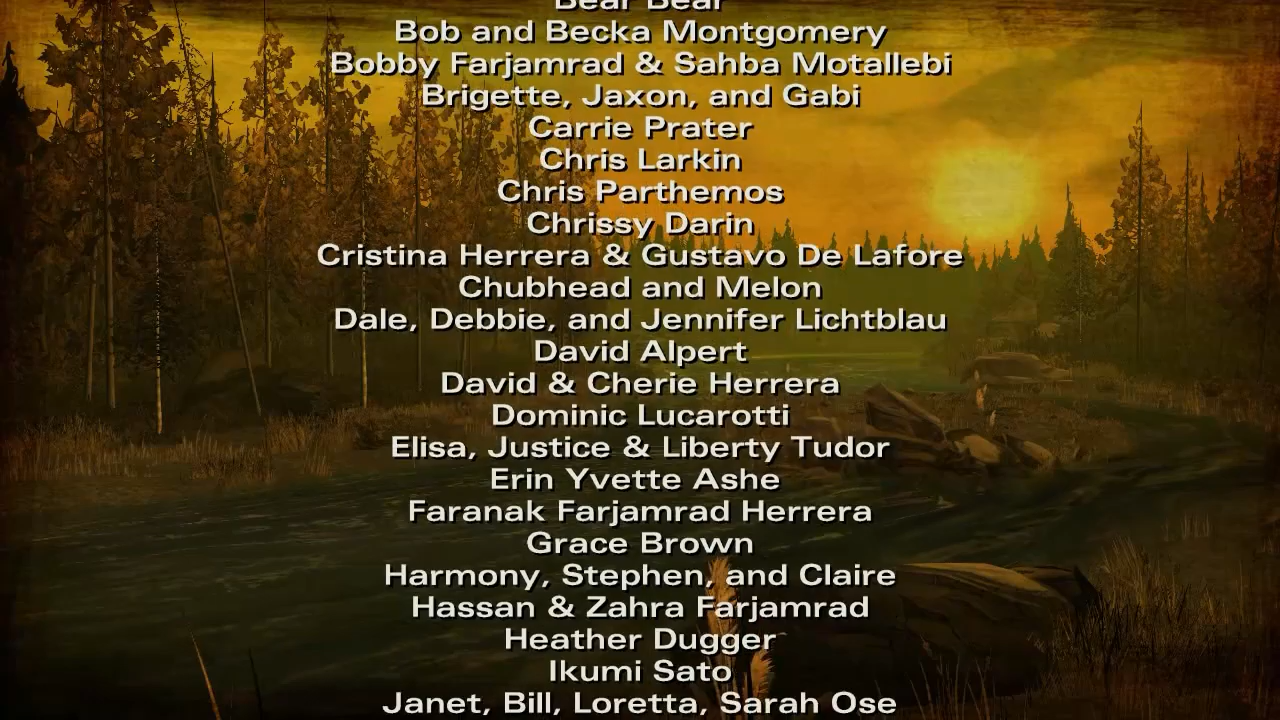 Bear Bear
Bob and Becka Montgomery
Bobby Farjamrad & Sahba Motallebi
Brigette, Jaxon, and Gabi
Carrie Prater
Chris Larkin
Chris Parthemos
Chrissy Darin
Cristina Herrera & Gustavo De Lafore
Chubhead and Melon
Dale, Debbie, and Jennifer Lichtblau
David Alpert
David & Cherie Herrera
Dominic Lucarotti
Elisa, Justice & Liberty Tudor
Erin Yvette Ashe
Faranak Farjamrad Herrera
Grace Brown
Harmony, Stephen, and Claire
Hassan & Zahra Farjamrad
Heather Dugger
Ikumi Sato
Janet, Bill, Loretta, Sarah Ose